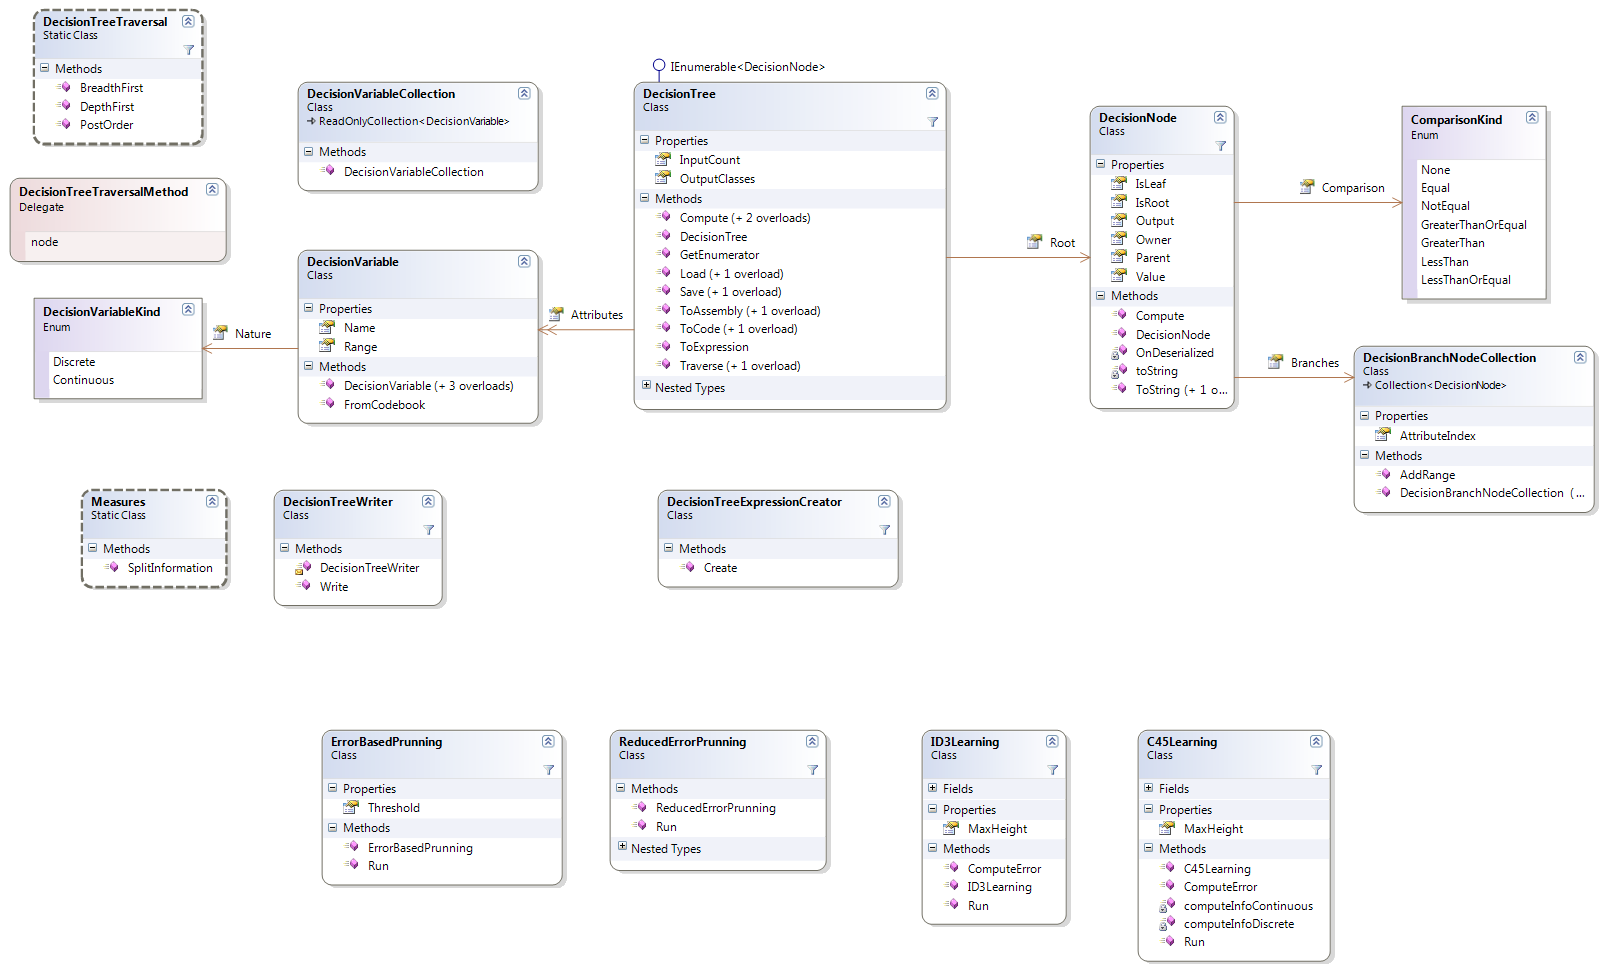 DecisionTreeTraversal
Static Class
Methods
BreadthFirst
DepthFirst
PostOrder
DecisionTreeTraversalMethod
Delegate
node
DecisionVariableKind
Enum
Discrete
Continuous
Nature
DecisionVariableCollection
Class
ReadOnlyCollection<DecisionVariable>
Methods
DecisionVariableCollection
DecisionVariable
Class
Properties
Name
Range
Methods
DecisionVariable (+ 3 overloads)
FromCodebook
Attributes
IEnumerable<DecisionNode>
DecisionTree
Class
Properties
InputCount
OutputClasses
Methods
Compute (+ 2 overloads)
DecisionTree
GetEnumerator
Load (+ 1 overload)
Save (+ 1 overload)
ToAssembly (+ 1 overload)
ToCode (+ 1 overload)
ToExpression
Traverse (+ 1 overload)
Nested Types
Root
DecisionNode
Class
Properties
IsLeaf
IsRoot
Output
Owner
Parent
Value
Methods
Compute
DecisionNode
OnDeserialized
toString
ToString (+ 1 o...
Comparison
ComparisonKind
Enum
None
Equal
NotEqual
GreaterThanOrEqual
GreaterThan
LessThan
LessThanOrEqual
Branches
DecisionBranchNodeCollection
Class
Collection<DecisionNode>
Properties
AttributeIndex
Methods
AddRange
DecisionBranchNodeCollection (...
Measures
Static Class
Methods
SplitInformation
DecisionTreeWriter
Class
Methods
DecisionTreeWriter
Write
DecisionTreeExpressionCreator
Class
Methods
Create
ErrorBasedPrunning
Class
Properties
Threshold
Methods
ErrorBasedPrunning
Run
ReducedErrorPrunning
Class
Methods
ReducedErrorPrunning
Run
Nested Types
ID3Learning
Class
Fields
Properties
MaxHeight
Methods
ComputeError
ID3Learning
Run
C45Learning
Class
Fields
Properties
MaxHeight
Methods
C45Learning
ComputeError
computeInfoContinuous
computeInfoDiscrete
Run